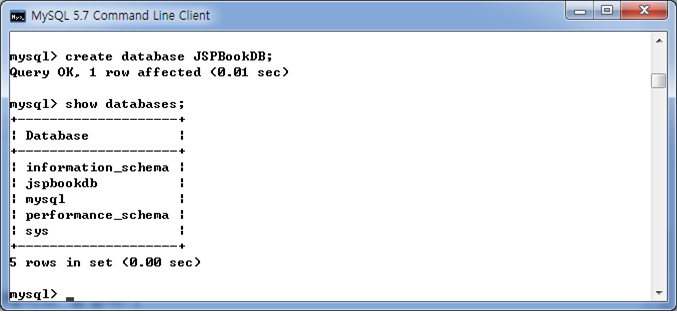 MySQL 5.7 Command Line Client
mysql> create database JSPBookDB;
Query OK, 1 row affected (0.01 sec)
mysql> show databases;
+--------------------+
| Database           |
+--------------------+
| information_schema |
| jspbookdb          |
| mysql              |
| performance_schema |
| sys                |
+--------------------+
5 rows in set (0.00 sec)
mysql> _